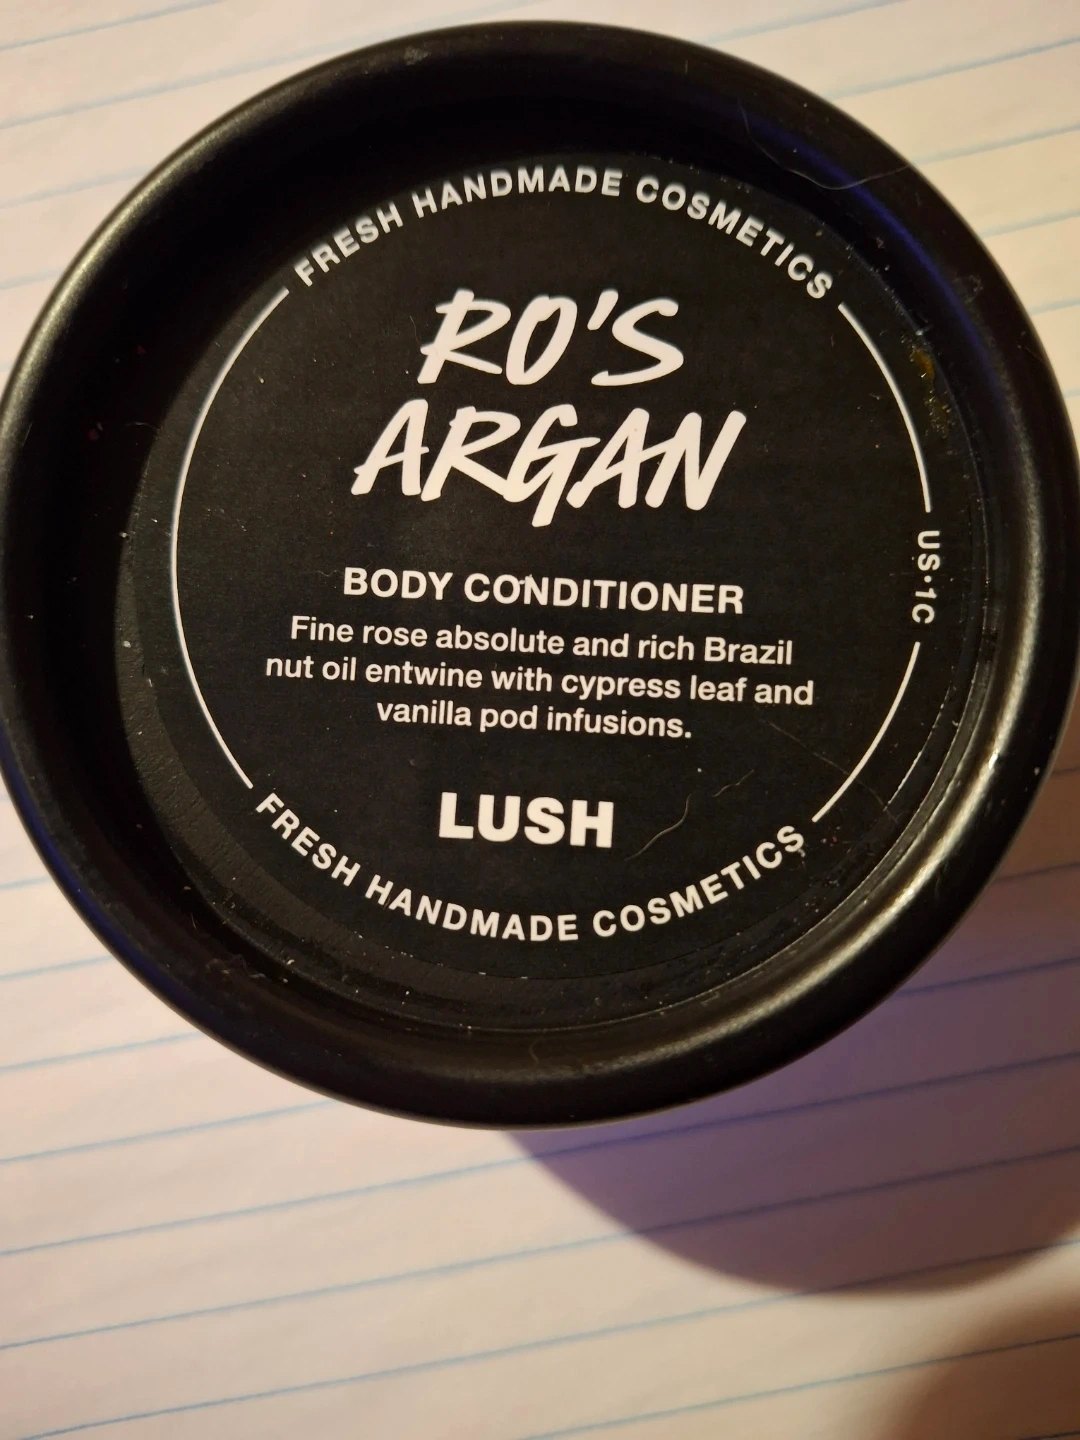 FRESH HANDMADE COSMETICS
RO'S
ARGAN
US·1C
BODY CONDITIONER
Fine rose absolute and rich Brazil
nut oil entwine with cypress leaf and
vanilla pod infusions.
LUSH
FRESH HANDMADE COSMETICS